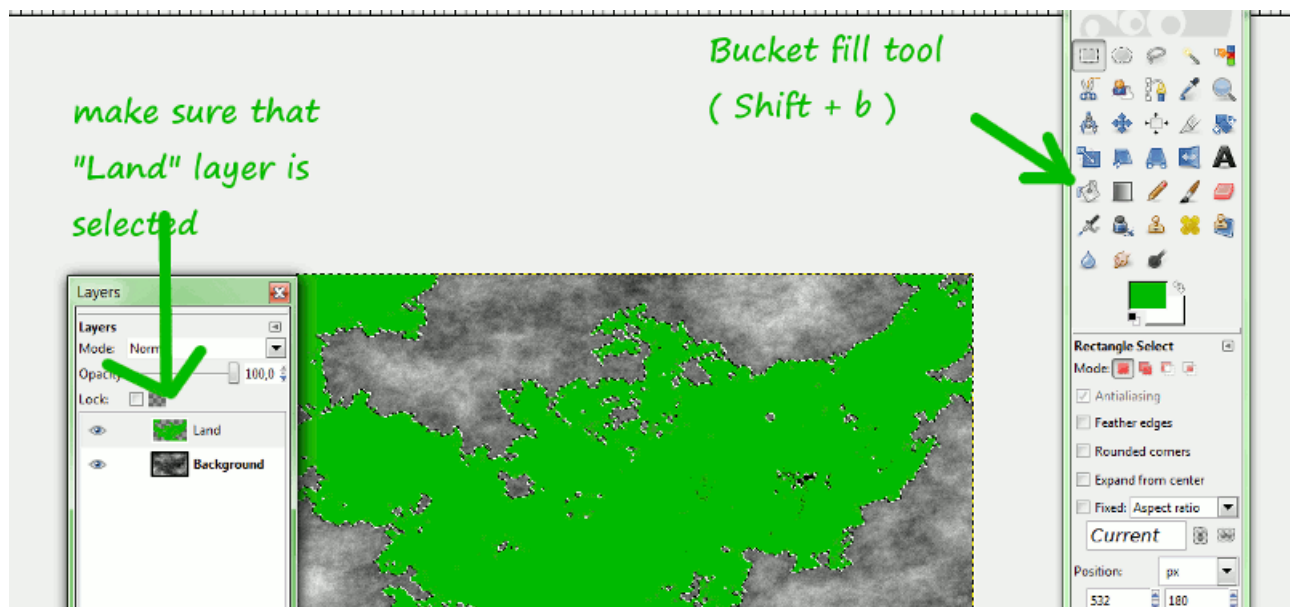 Bucket fill tool
( Shift + b )
make sure that
"Land" layer is
selected
Layers
Layers
Mode:
Opacity
100,0
Lock:
Land
Background
A
Rectangle Select
Mode:
Antialiasing
Feather edges
Rounded corners
Expand from center
Fixed: Aspect ratio
Current
Position: px
532 180